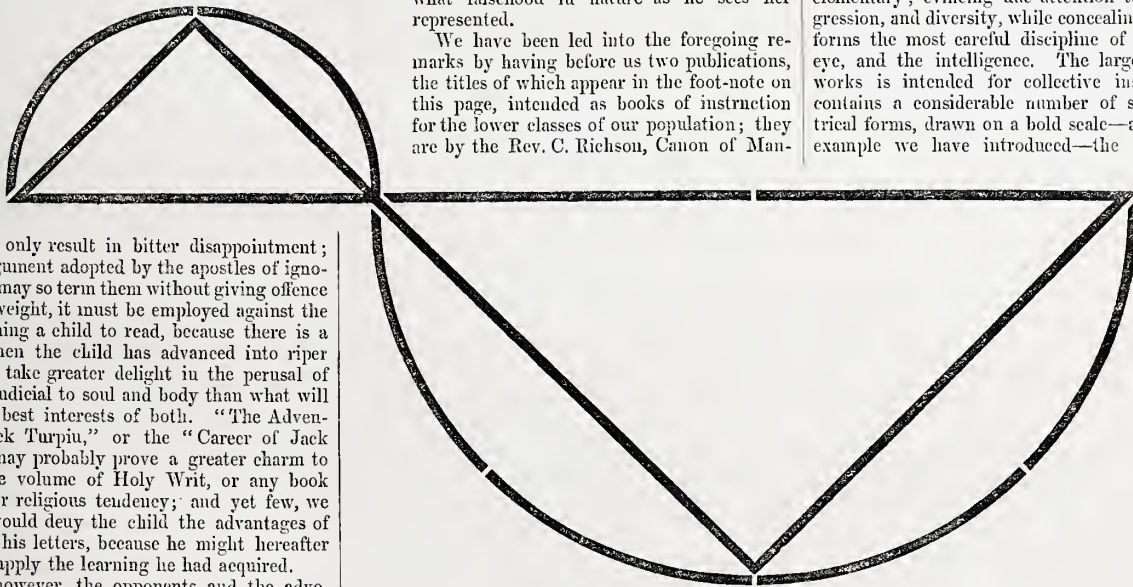 represented.
We have been led into the foregoing re-
marks by having before us two publications,
the titles of which appear in the foot-note on
this page, intended as books of instruction
for the lower classes of our population; they
are by the Rev. C. Richson, Canon of Man-
gression, and diversity, while concealin
forms the most careful discipline of
eye, and the intelligence. The larg
works is intended for collective in
contains a considerable number of s
trical forms, drawn on a bold scale—a
example we have introduced—the
only result in bitter disappointment;
gument adopted by the apostles of igno-
may so term them without giving offence
weight, it must be employed against the
ning a child to read, because there is a
hen the child has advanced into riper
take greater delight in the perusal of
udicial to soul and body than what will
best interests of both. "The Adven-
ck Turpin," or the "Career of Jack
may probably prove a greater charm to
e volume of Holy Writ, or any book
r religious tendency; and yet few, we
ould deny the child the advantages of
his letters, because he might hereafter
apply the learning he had acquired.
however, the opponents and the advo-